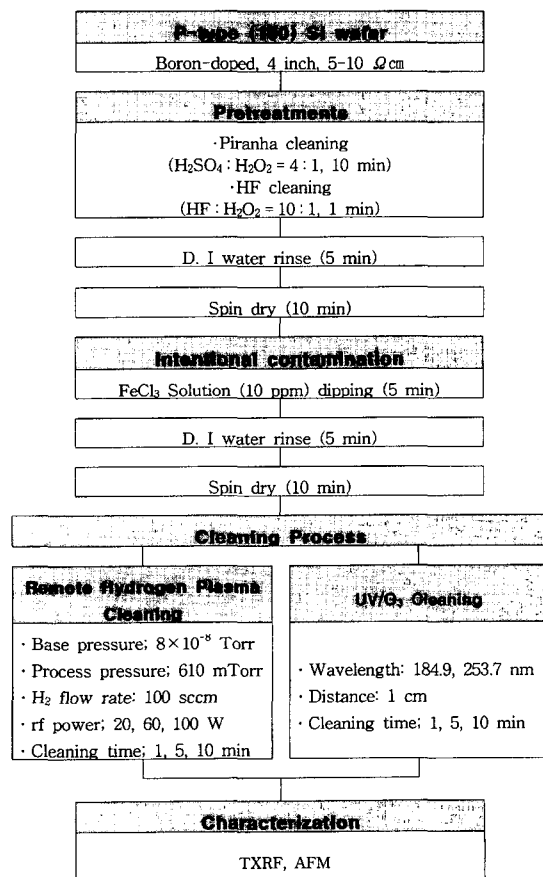 P-type (100) Si wafer
Boron-doped, 4 inch, 5-10 Ωcm
Pretreatments
·Piranha cleaning
(H₂SO₄ : H₂O₂ = 4 : 1, 10 min)
·HF cleaning
(HF : H₂O₂ = 10 : 1, 1 min)
D. I water rinse (5 min)
Spin dry (10 min)
Intentional contamination
FeCl₃ Solution (10 ppm) dipping (5 min)
D. I water rinse (5 min)
Spin dry (10 min)
Cleaning Process
Remote Hydrogen Plasma
Cleaning
· Base pressure; 8×10⁻⁸ Torr
· Process pressure; 610 mTorr
· H₂ flow rate: 100 sccm
· rf power; 20, 60, 100 W
· Cleaning time; 1, 5, 10 min
UV/O₃ Cleaning
· Wavelength: 184.9, 253.7 nm
· Distance: 1 cm
· Cleaning time; 1, 5, 10 min
Characterization
TXRF, AFM